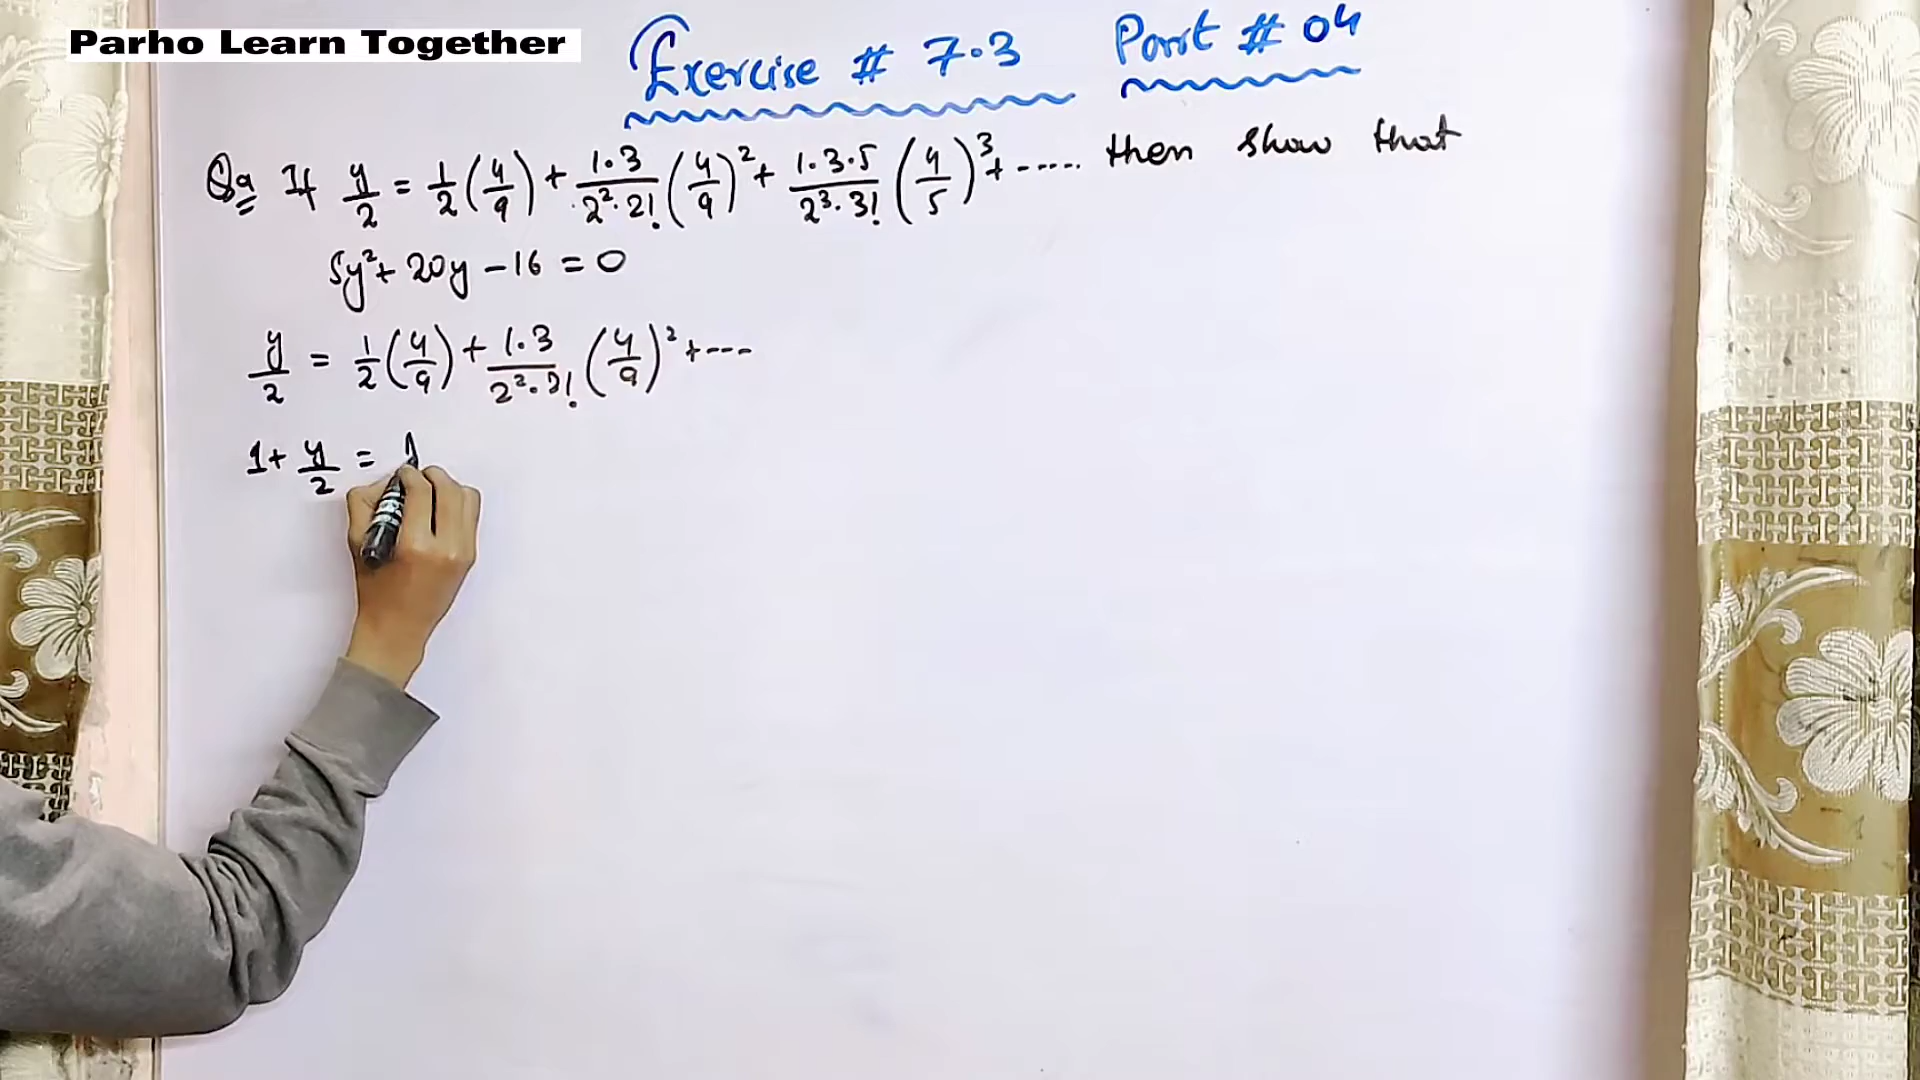 Parho Learn Together
Exercise # 7.3 Part # 04
Q9 If y/2 = 1/2 (4/9) + 1.3/2².2! (4/9)² + 1.3.5/2³.3! (4/5)³ + ..... then show that
5y² + 20y - 16 = 0
y/2 = 1/2 (4/9) + 1.3/2².2! (4/9)² + ---
1 + y/2 = 1